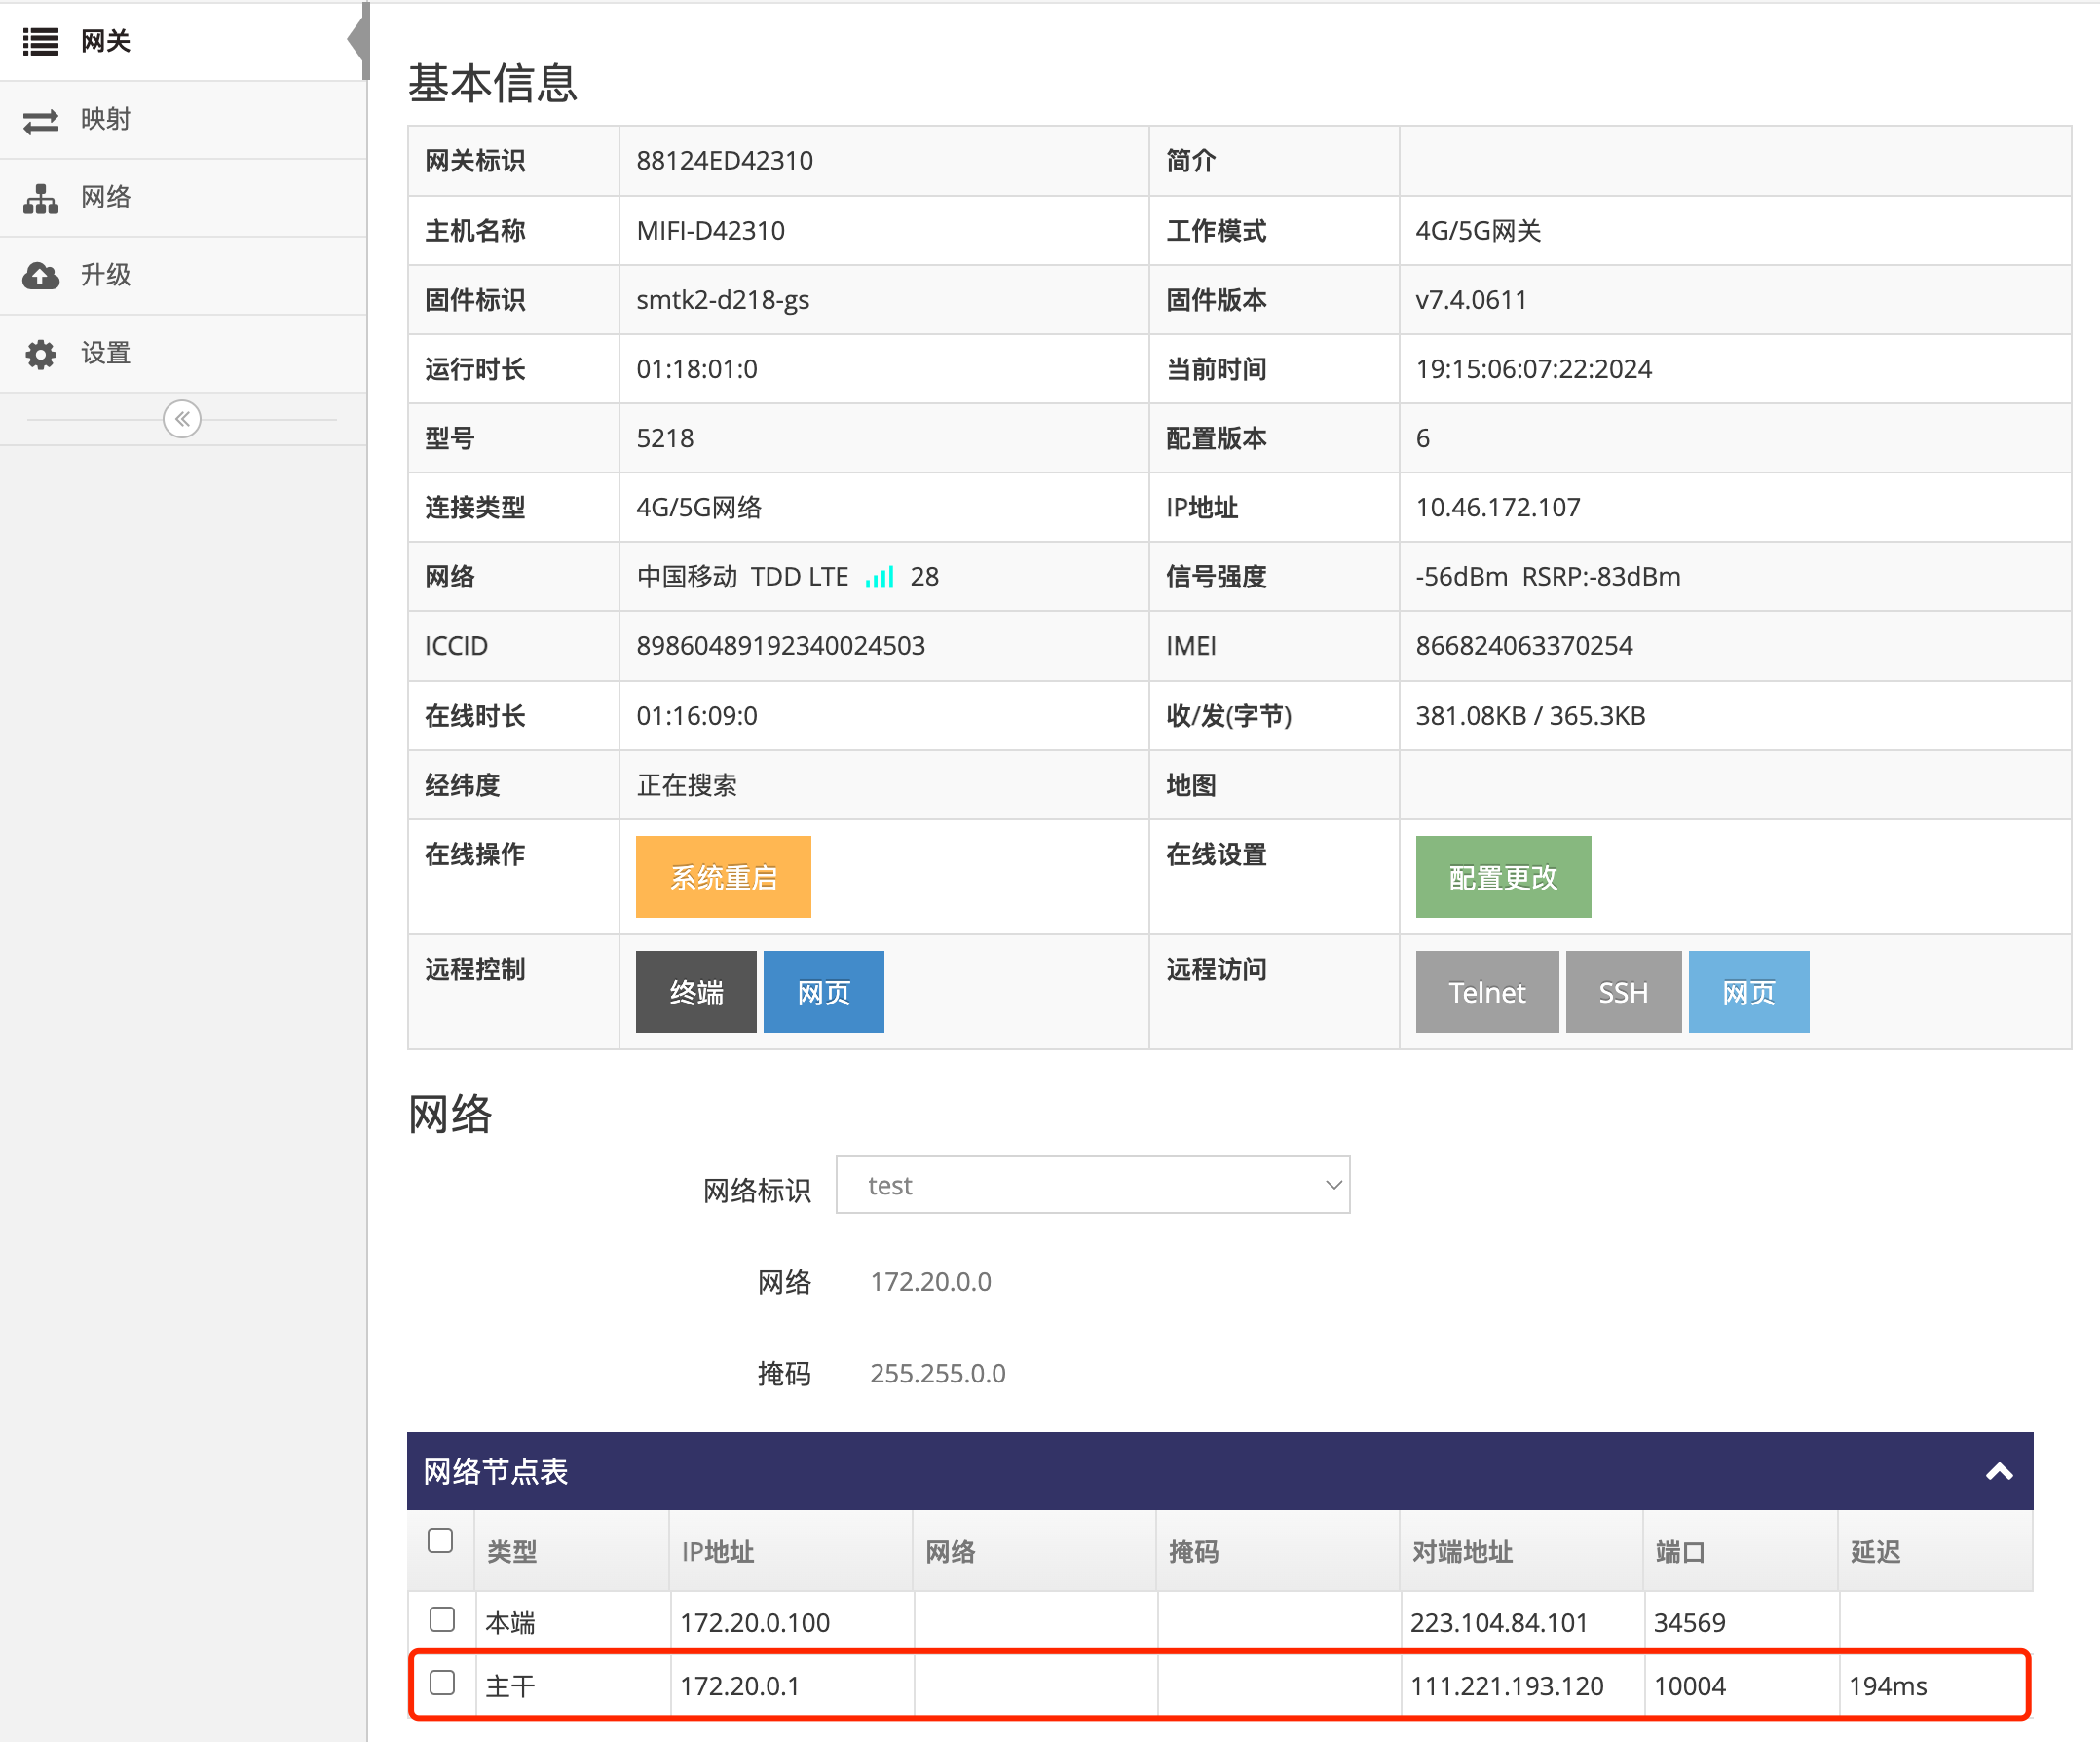 网关
映射
网络
升级
设置
基本信息
网关标识 88124ED42310 简介
主机名称 MIFI-D42310 工作模式 4G/5G网关
固件标识 smtk2-d218-gs 固件版本 v7.4.0611
运行时长 01:18:01:0 当前时间 19:15:06:07:22:2024
型号 5218 配置版本 6
连接类型 4G/5G网络 IP地址 10.46.172.107
网络 中国移动 TDD LTE 28 信号强度 -56dBm RSRP:-83dBm
ICCID 89860489192340024503 IMEI 866824063370254
在线时长 01:16:09:0 收/发(字节) 381.08KB / 365.3KB
经纬度 正在搜索 地图
在线操作 系统重启 在线设置 配置更改
远程控制 终端 网页 远程访问 Telnet SSH 网页
网络
网络标识 test
网络 172.20.0.0
掩码 255.255.0.0
网络节点表
类型 IP地址 网络 掩码 对端地址 端口 延迟
本端 172.20.0.100 223.104.84.101 34569
主干 172.20.0.1 111.221.193.120 10004 194ms